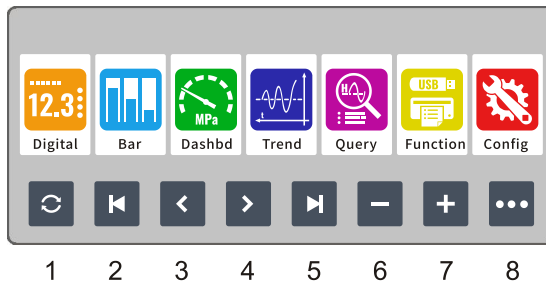 12.3
MPa
t
H
USB
Digital Bar Dashbd Trend Query Function Config
1 2 3 4 5 6 7 8